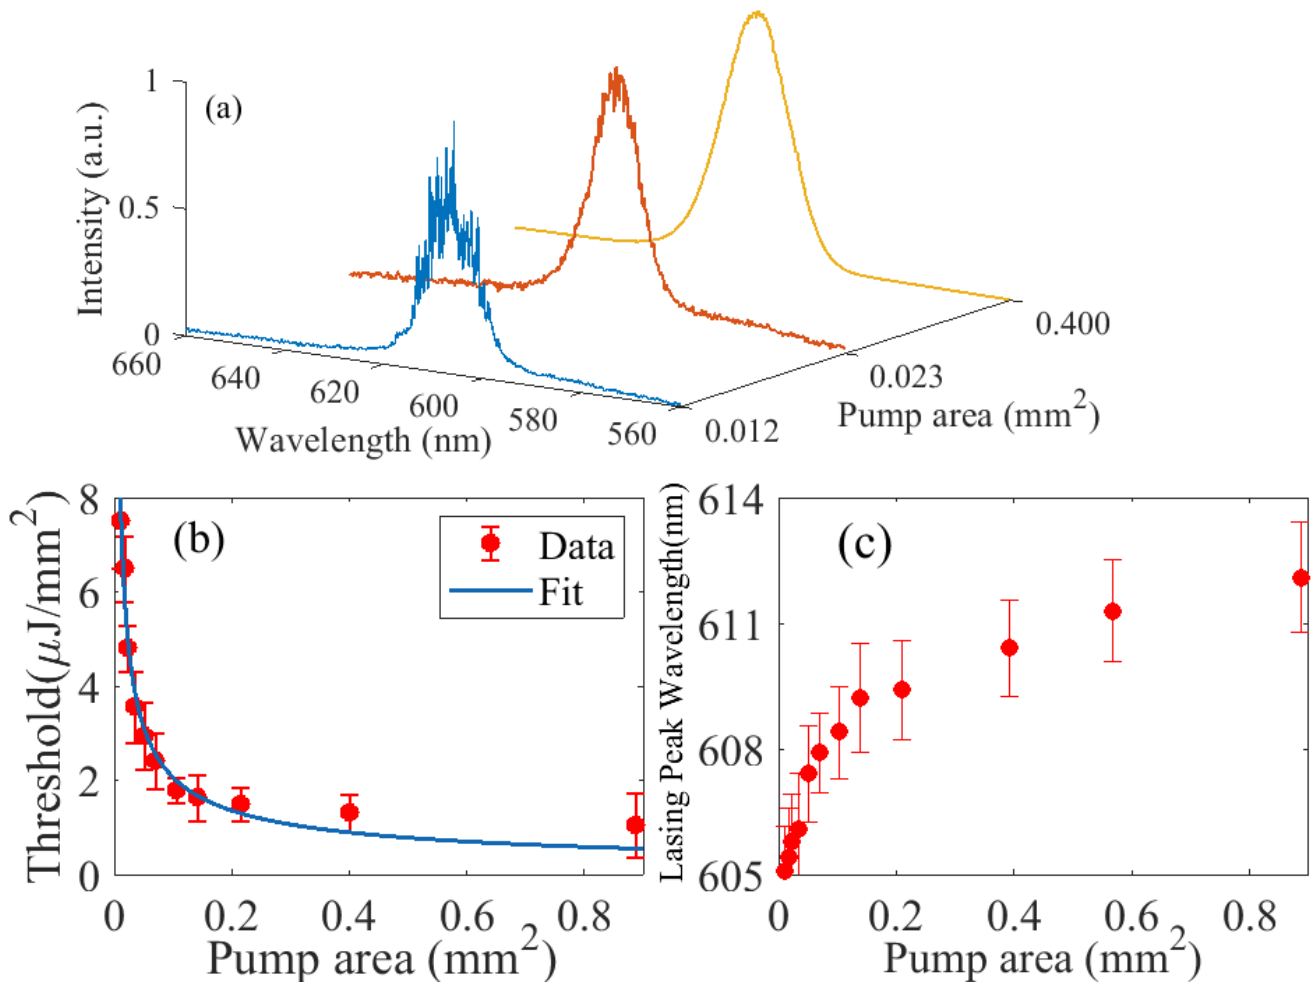 (a)
Intensity (a.u.)
1
0.5
0
660
640
620
600
580
560
Wavelength (nm)
0.012
0.023
0.400
Pump area (mm²)
(b)
Threshold(μJ/mm²)
8
6
4
2
0
0 0.2 0.4 0.6 0.8
Pump area (mm²)
Data
Fit
(c)
Lasing Peak Wavelength(nm)
614
611
608
605
0 0.2 0.4 0.6 0.8
Pump area (mm²)